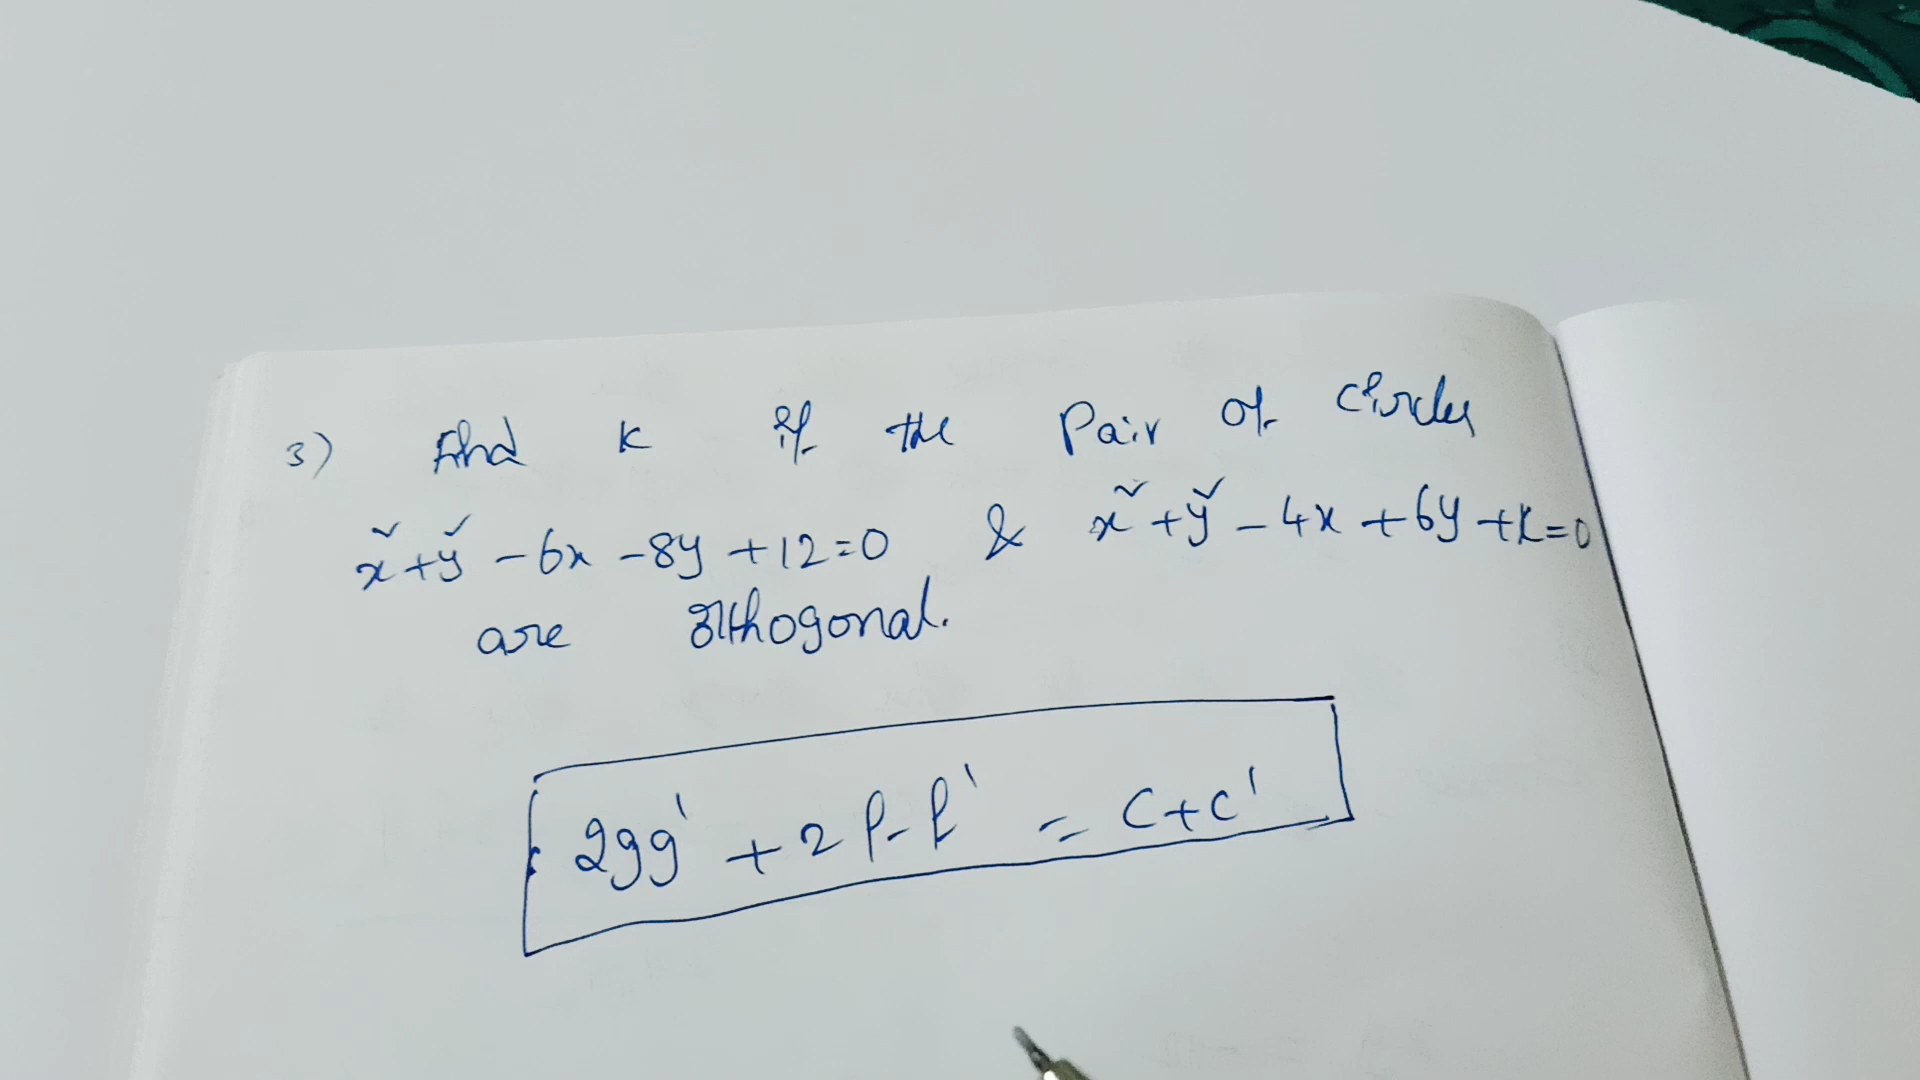 3) Find k if the Pair of circles
x²+y²-6x-8y+12=0 & x²+y²-4x+6y+k=0
are orthogonal.
2gg'+2ff' = c+c'